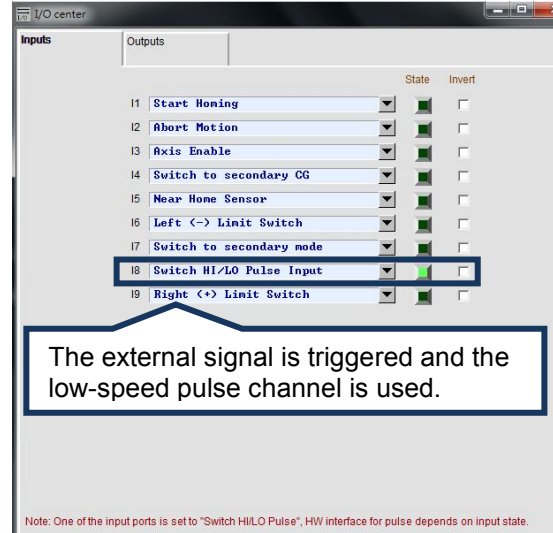 I/O center
Inputs
Outputs
State Invert
I1 Start Homing
I2 Abort Motion
I3 Axis Enable
I4 Switch to secondary CG
I5 Near Home Sensor
I6 Left (-) Limit Switch
I7 Switch to secondary mode
I8 Switch HI/LO Pulse Input
I9 Right (+) Limit Switch
The external signal is triggered and the
low-speed pulse channel is used.
Note: One of the input ports is set to "Switch HI/LO Pulse", HW interface for pulse depends on input state.